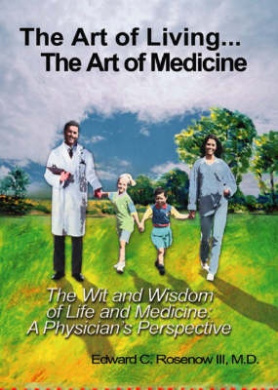 The Art of Living...
The Art of Medicine
The Wit and Wisdom
of Life and Medicine:
A Physician's Perspective
Edward C. Rosenow III, M.D.